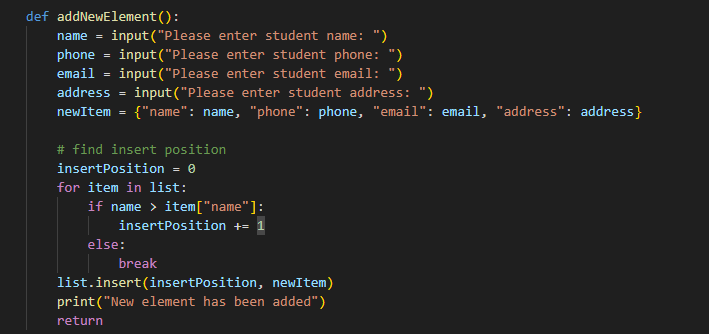 def addNewElement():
    name = input("Please enter student name: ")
    phone = input("Please enter student phone: ")
    email = input("Please enter student email: ")
    address = input("Please enter student address: ")
    newItem = {"name": name, "phone": phone, "email": email, "address": address}

    # find insert position
    insertPosition = 0
    for item in list:
        if name > item["name"]:
            insertPosition += 1
        else:
            break
    list.insert(insertPosition, newItem)
    print("New element has been added")
    return